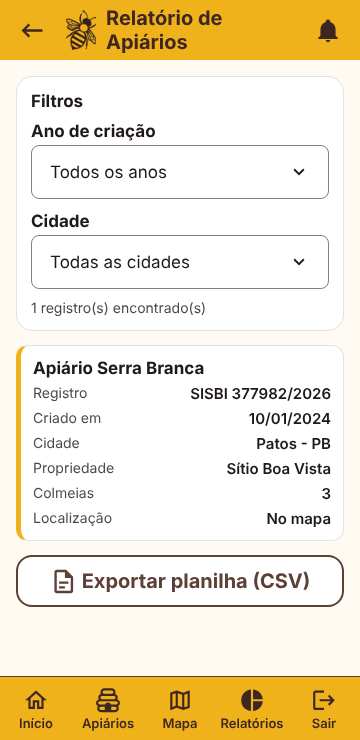 Relatório de
Apiários
Filtros
Ano de criação
Todos os anos
Cidade
Todas as cidades
1 registro(s) encontrado(s)
Apiário Serra Branca
Registro SISBI 377982/2026
Criado em 10/01/2024
Cidade Patos - PB
Propriedade Sítio Boa Vista
Colmeias 3
Localização No mapa
Exportar planilha (CSV)
Início Apiários Mapa Relatórios Sair